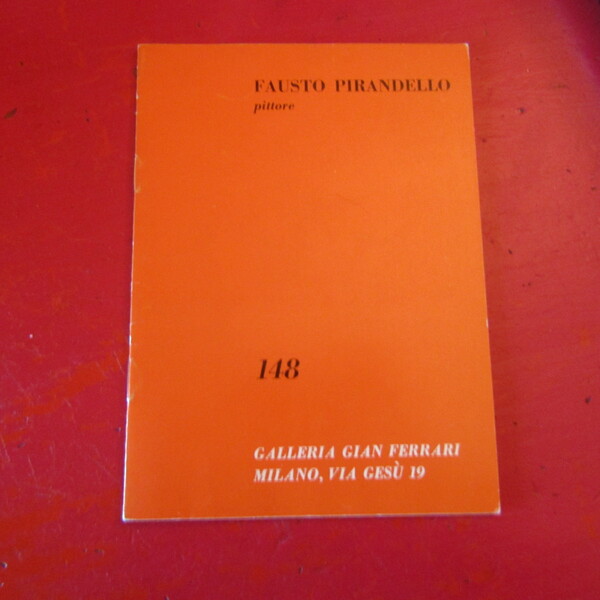 FAUSTO PIRANDELLO
pittore
148
GALLERIA GIAN FERRARI
MILANO, VIA GESÙ 19